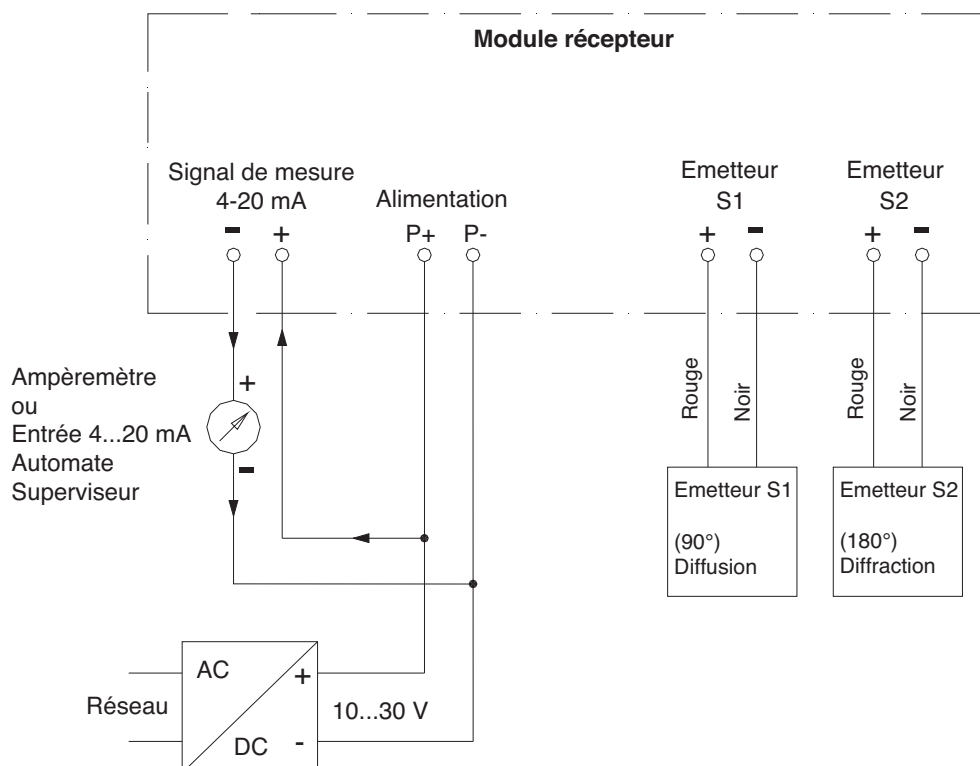 Module récepteur
Signal de mesure
4-20 mA
Alimentation
Emetteur
S1
Emetteur
S2
- +
P+ P-
+ -
+ -
Ampèremètre
ou
Entrée 4...20 mA
Automate
Superviseur
+
-
Rouge
Noir
Rouge
Noir
Emetteur S1
(90°)
Diffusion
Emetteur S2
(180°)
Diffraction
Réseau
AC
DC
+
-
10...30 V